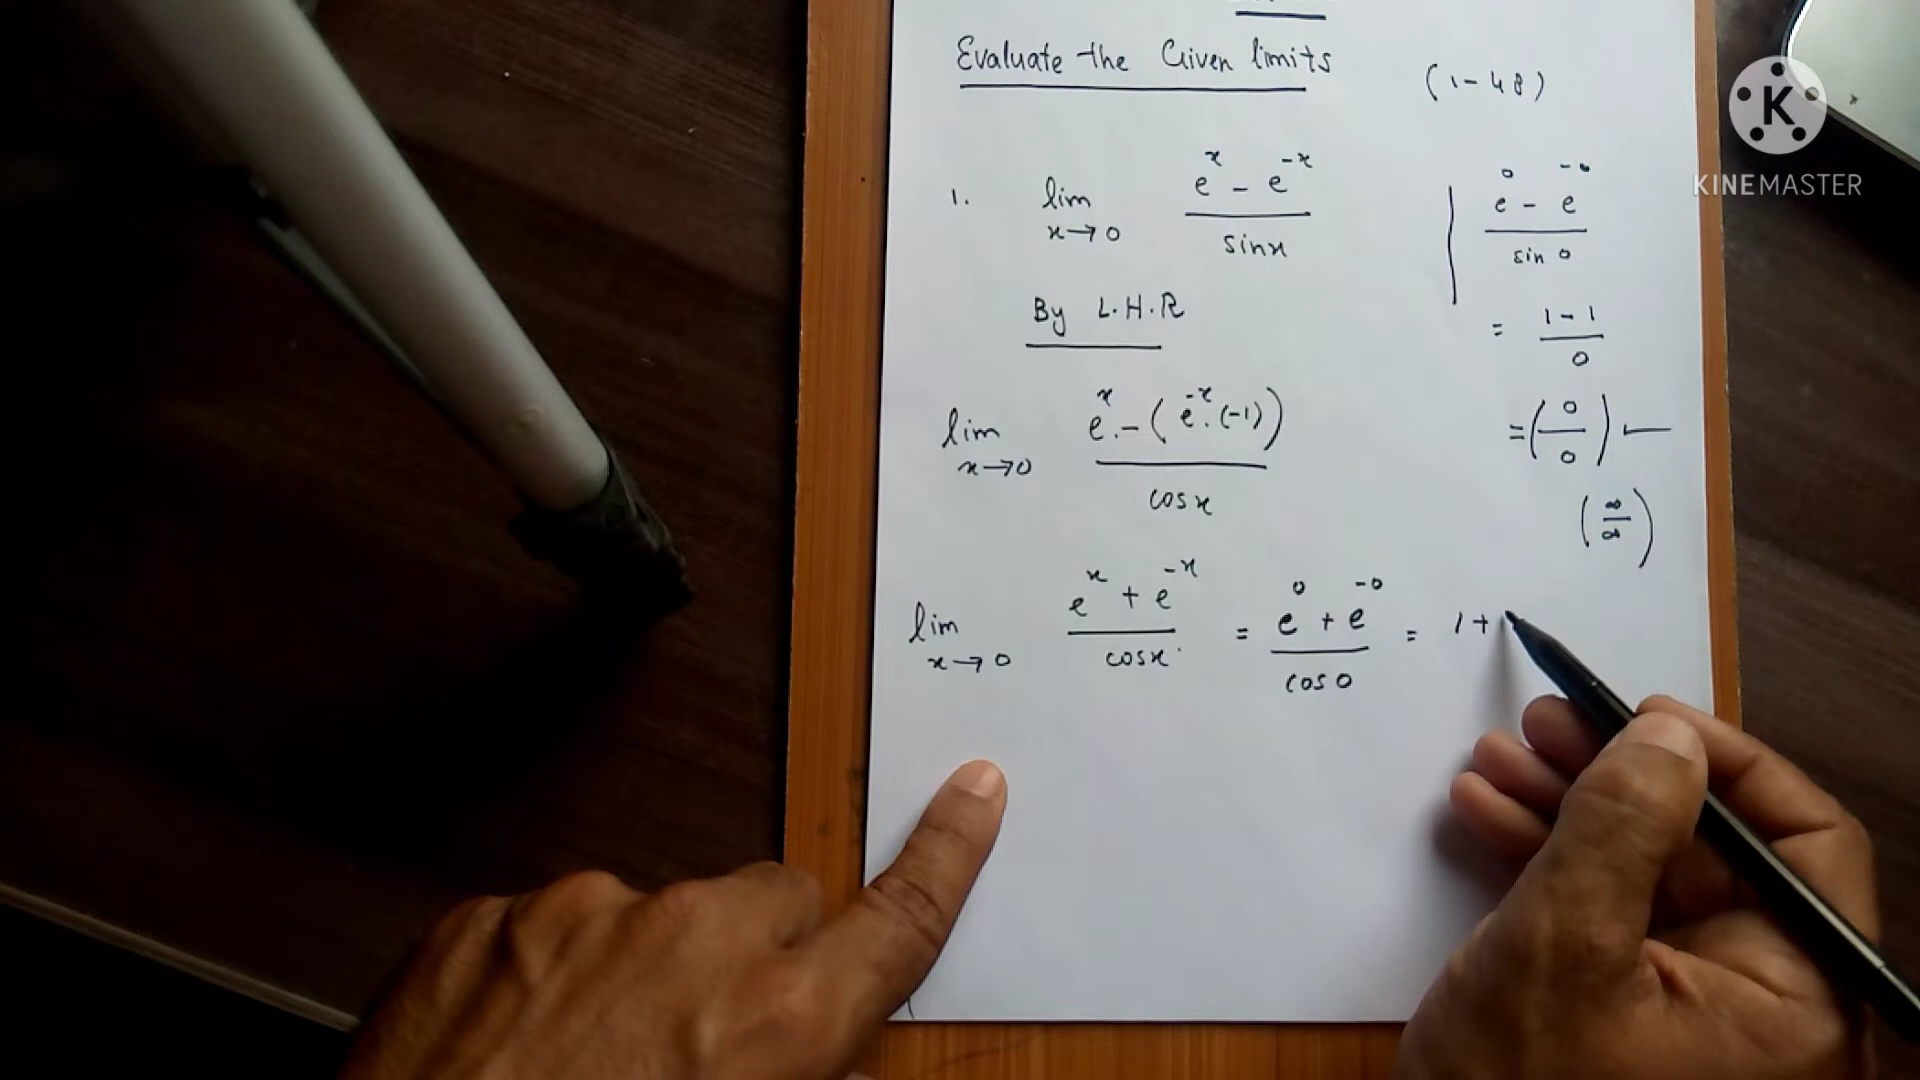 Evaluate the Given limits
(1-48)
1. lim x→0 (e^x - e^-x)/sinx
e^0 - e^-0 / sin 0
= 1-1 / 0
By L.H.R
= (0/0)
lim x→0 e^x.-(e^-x.(-1)) / cosx
(∞/∞)
lim x→0 e^x + e^-x / cosx = e^0 + e^-0 / cos0 = 1+
K
KINEMASTER